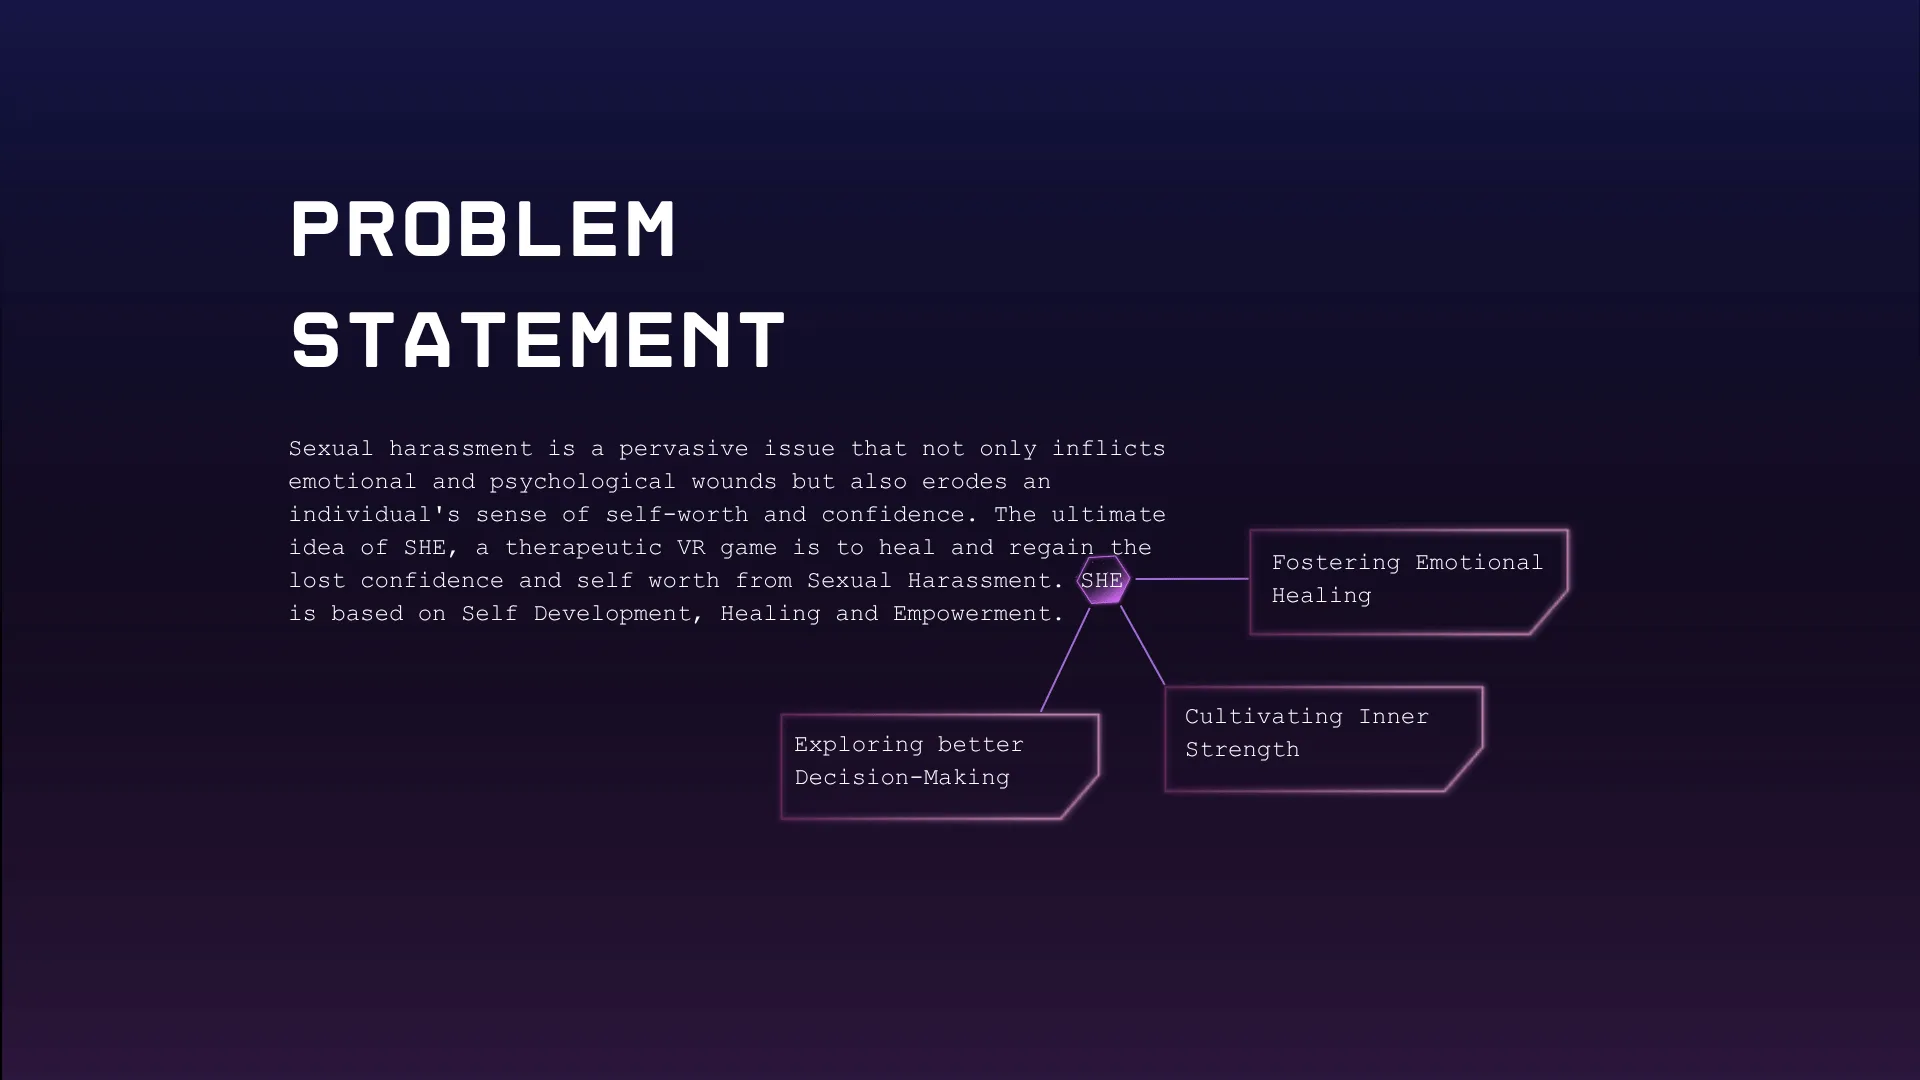 PROBLEM
STATEMENT
Sexual harassment is a pervasive issue that not only inflicts
emotional and psychological wounds but also erodes an
individual's sense of self-worth and confidence. The ultimate
idea of SHE, a therapeutic VR game is to heal and regain the
lost confidence and self worth from Sexual Harassment. SHE
is based on Self Development, Healing and Empowerment.
Fostering Emotional
Healing
Cultivating Inner
Strength
Exploring better
Decision-Making